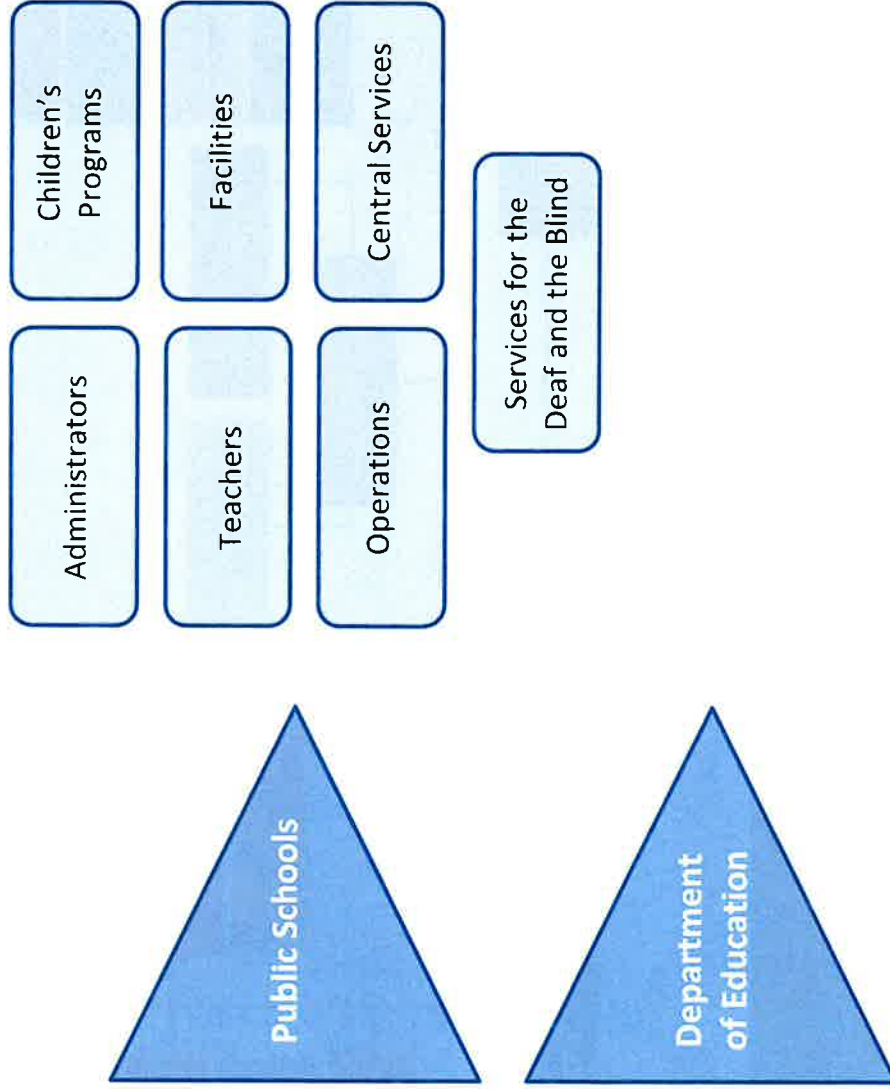 Public Schools
Department
of Education
Administrators
Children's
Programs
Teachers
Facilities
Operations
Central Services
Services for the
Deaf and the Blind